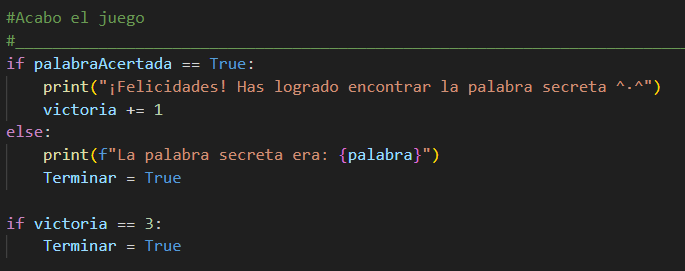 #Acabo el juego
#___________________________________________________________________________
if palabraAcertada == True:
    print("¡Felicidades! Has logrado encontrar la palabra secreta ^·^")
    victoria += 1
else:
    print(f"La palabra secreta era: {palabra}")
    Terminar = True
if victoria == 3:
    Terminar = True